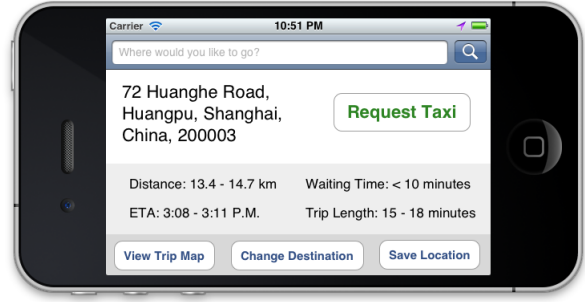 Carrier 10:51 PM
Where would you like to go?
72 Huanghe Road,
Huangpu, Shanghai,
China, 200003
Request Taxi
Distance: 13.4 - 14.7 km Waiting Time: < 10 minutes
ETA: 3:08 - 3:11 P.M. Trip Length: 15 - 18 minutes
View Trip Map Change Destination Save Location